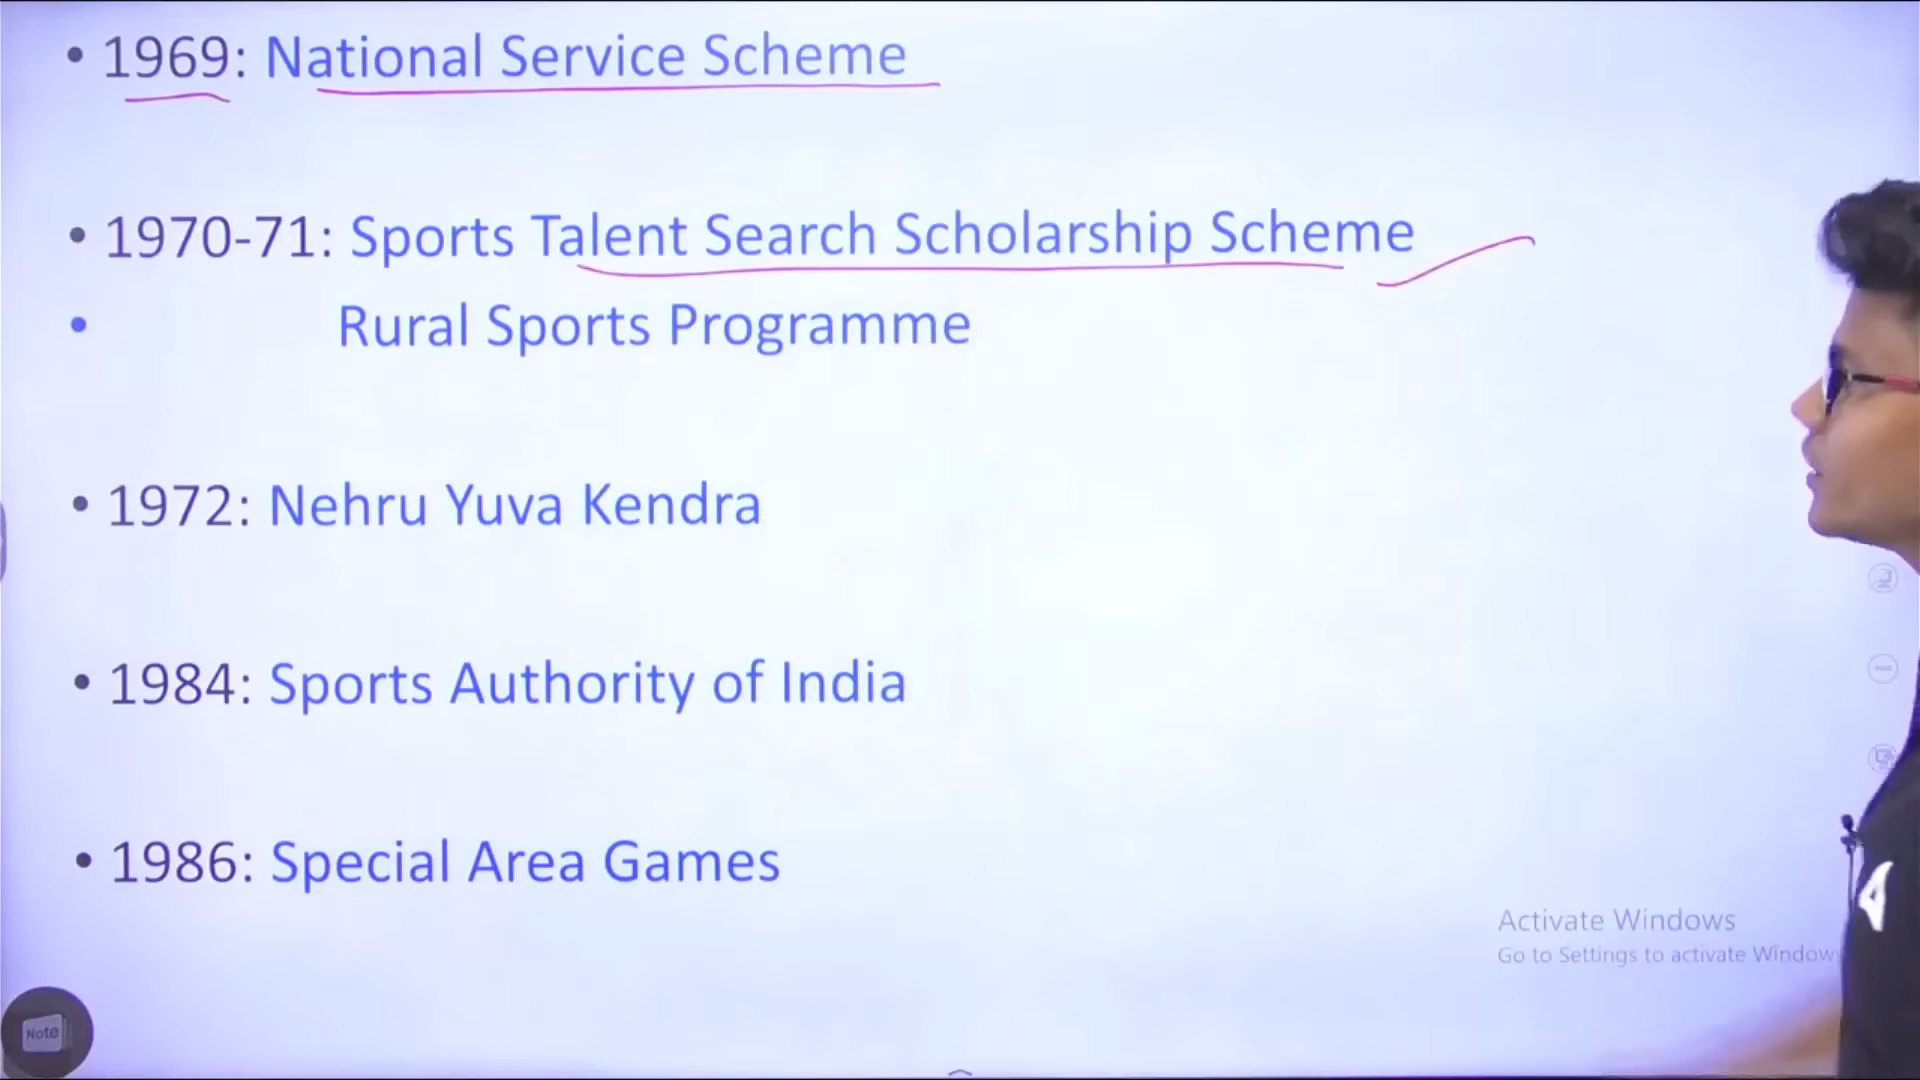 • 1969: National Service Scheme
• 1970-71: Sports Talent Search Scholarship Scheme
• Rural Sports Programme
• 1972: Nehru Yuva Kendra
• 1984: Sports Authority of India
• 1986: Special Area Games
Activate Windows
Go to Settings to activate Window
Note